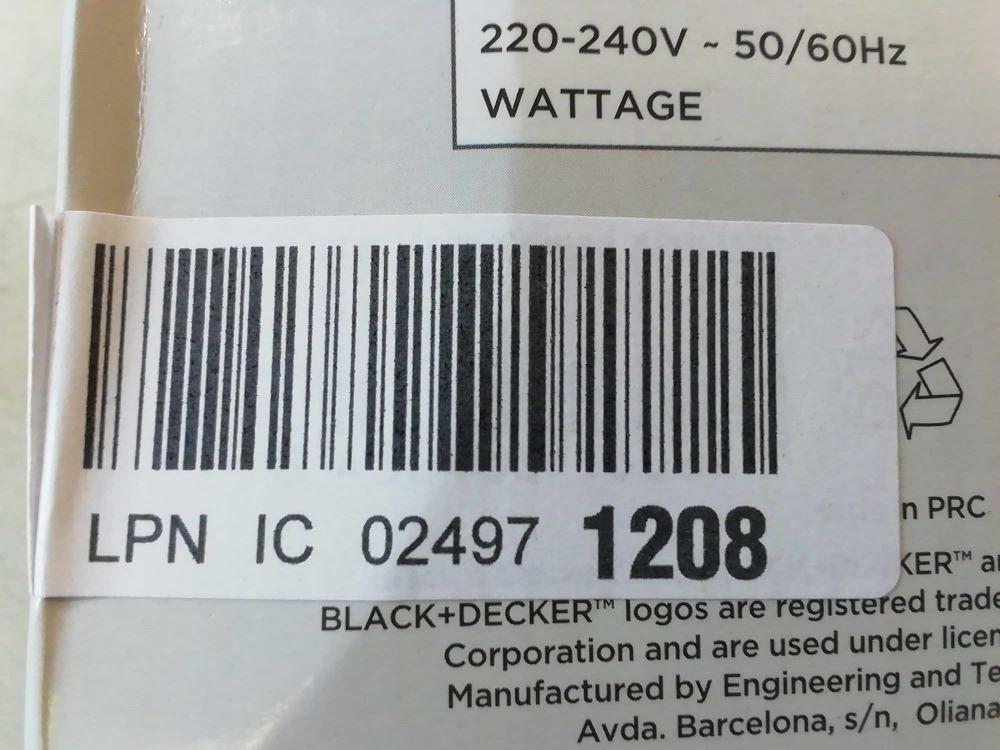 220-240V ~ 50/60Hz
WATTAGE
LPN IC 02497 1208
n PRC
KER™ a
BLACK+DECKER™ logos are registered trade
Corporation and are used under licen
Manufactured by Engineering and Te
Avda. Barcelona, s/n, Oliana